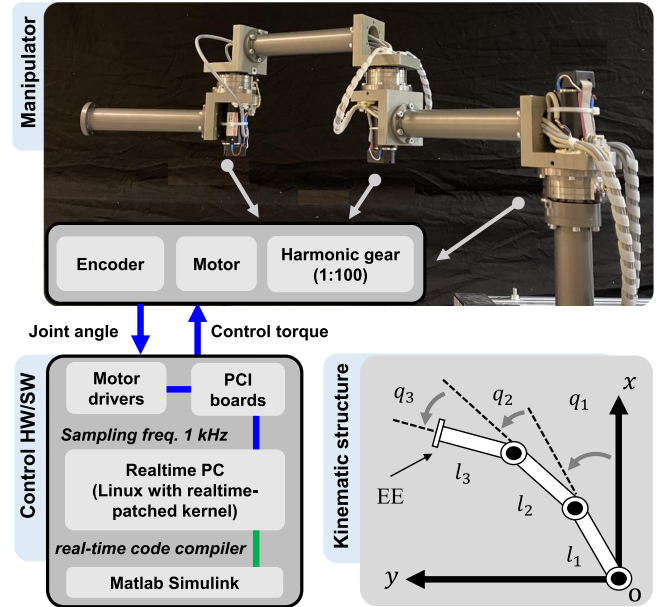 Manipulator
Encoder
Motor
Harmonic gear
(1:100)
Joint angle
Control torque
Control HW/SW
Motor
drivers
PCI
boards
Sampling freq. 1 kHz
Realtime PC
(Linux with realtime-
patched kernel)
real-time code compiler
Matlab Simulink
Kinematic structure
q₃
q₂
q₁
x
EE
l₃
l₂
l₁
y
o